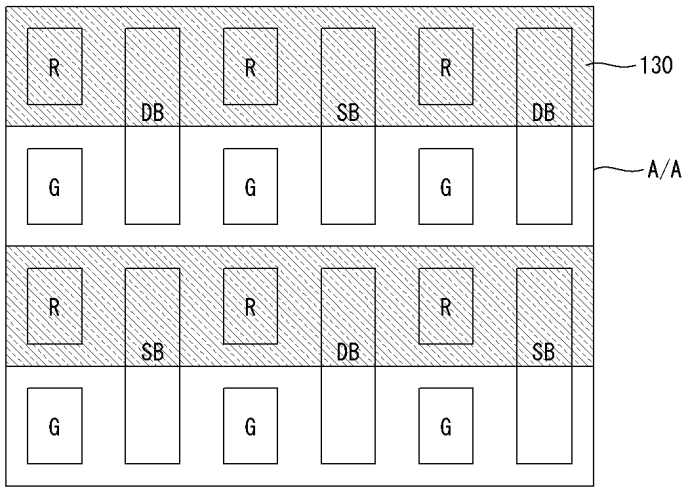 R R R 130
DB SB DB
G G G A/A
R R R
SB DB SB
G G G